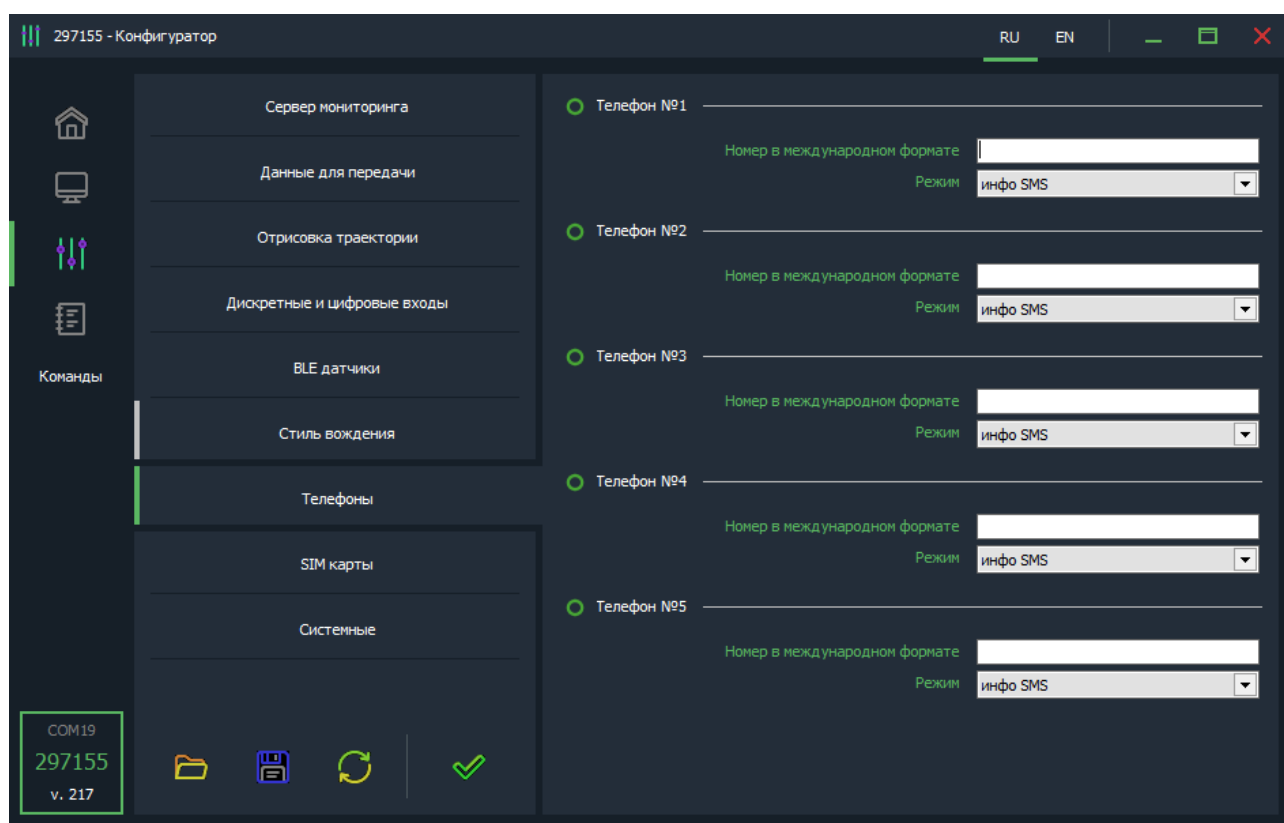 297155 - Конфигуратор
RU
EN
Команды
COM19
297155
v. 217
Сервер мониторинга
Данные для передачи
Отрисовка траектории
Дискретные и цифровые входы
BLE датчики
Стиль вождения
Телефоны
SIM карты
Системные
Телефон №1
Номер в международном формате
Режим
инфо SMS
Телефон №2
Номер в международном формате
Режим
инфо SMS
Телефон №3
Номер в международном формате
Режим
инфо SMS
Телефон №4
Номер в международном формате
Режим
инфо SMS
Телефон №5
Номер в международном формате
Режим
инфо SMS